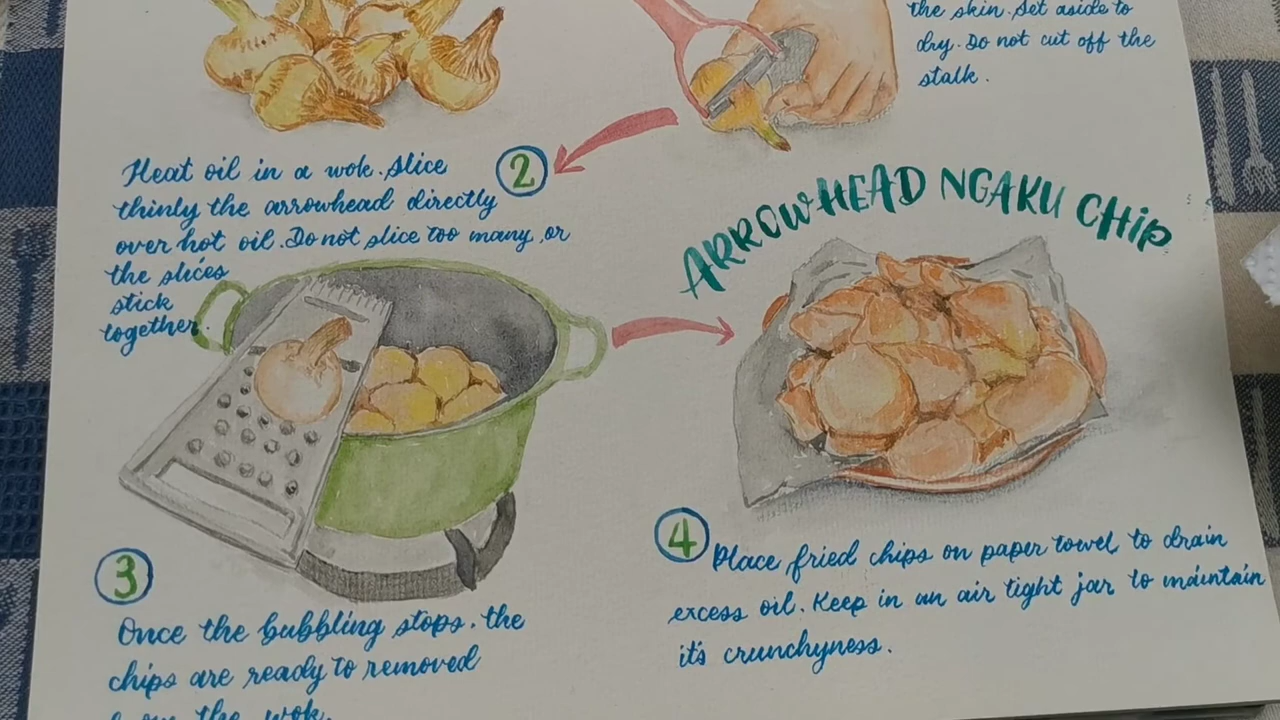 the skin. Set aside to
dry. Do not cut off the
stalk.
2
Heat oil in a wok. Slice
thinly the arrowhead directly
over hot oil. Do not slice too many, or
the slices
stick
together.
ARROWHEAD NGAKU CHIP
3
Once the bubbling stops, the
chips are ready to removed
from the wok.
4
Place fried chips on paper towel to drain
excess oil. Keep in an air tight jar to maintain
it's crunchyness.